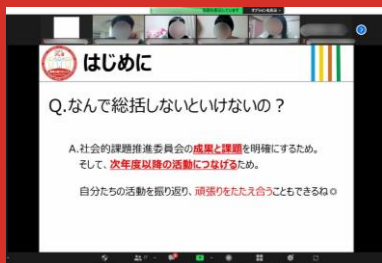 はじめに
Q.なんで総括しないといけないの？
A.社会的課題推進委員会の成果と課題を明確にするため。
そして、次年度以降の活動につなげるため。
自分たちの活動を振り返り、頑張りをたたえ合うこともできるね☺